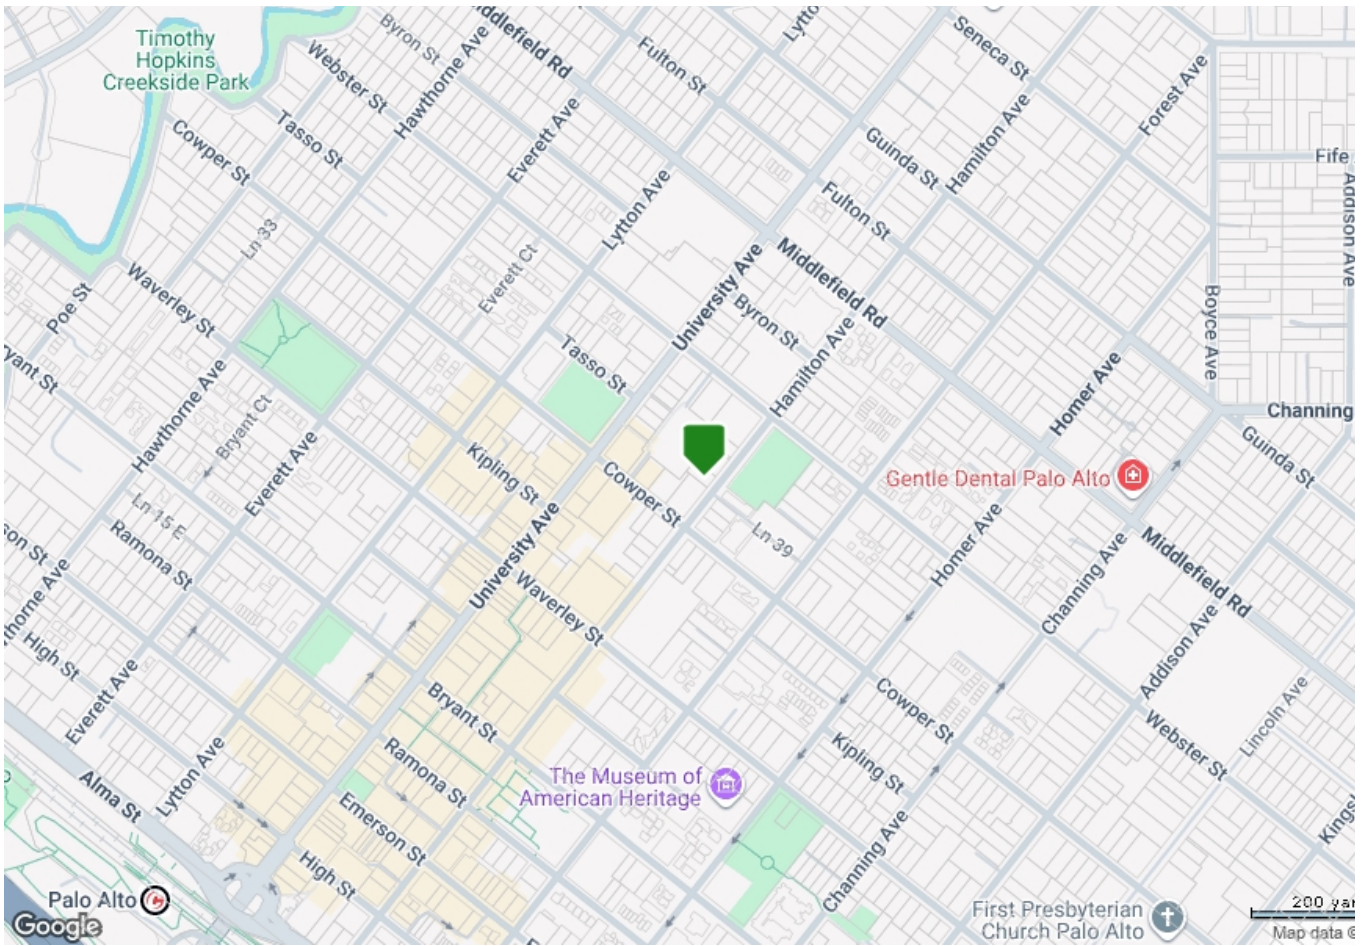 Timothy
Hopkins
Creekside Park
Byron St
Hawthorne Ave
Middlefield Rd
Fulton St
Lytto
Seneca St
Forest Ave
Webster St
Tasso St
Cowper St
Everett Ave
Guinda St
Hamilton Ave
Fife
Addison Ave
Ln 33
Lytton Ave
Fulton St
Everett Ct
University Ave
Middlefield Rd
Byron St
Boyce Ave
Poe St
Waverley St
Tasso St
Hamilton Ave
Homer Ave
ryant St
Hawthorne Ave
Bryant Ct
Everett Ave
Kipling St
Cowper St
Channing
Guinda St
Gentle Dental Palo Alto
Ln 15 E
Ramona St
son St
University Ave
Ln 39
Homer Ave
Channing Ave
Middlefield Rd
Waverley St
Addison Ave
High St
Everett Ave
Bryant St
Cowper St
Webster St
Lincoln Ave
Lytton Ave
Alma St
Ramona St
Kipling St
The Museum of
American Heritage
Emerson St
High St
Channing Ave
Palo Alto
Google
First Presbyterian
Church Palo Alto
200 yar
Map data ©